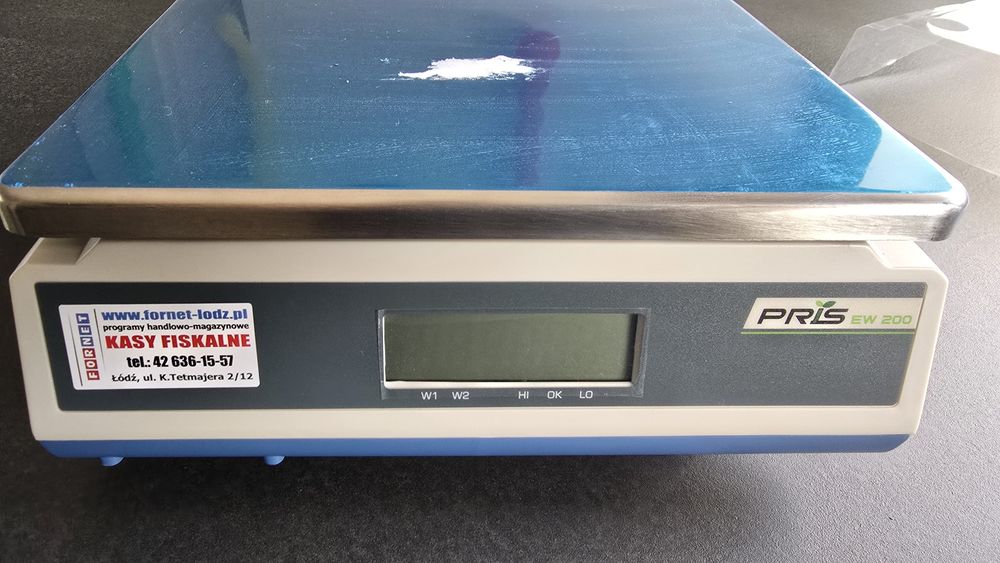 FORNET
www.fornet-lodz.pl
programy handlowo-magazynowe
KASY FISKALNE
tel.: 42 636-15-57
Łódź, ul. K.Tetmajera 2/12
PRIS EW 200
W1 W2 HI OK LO